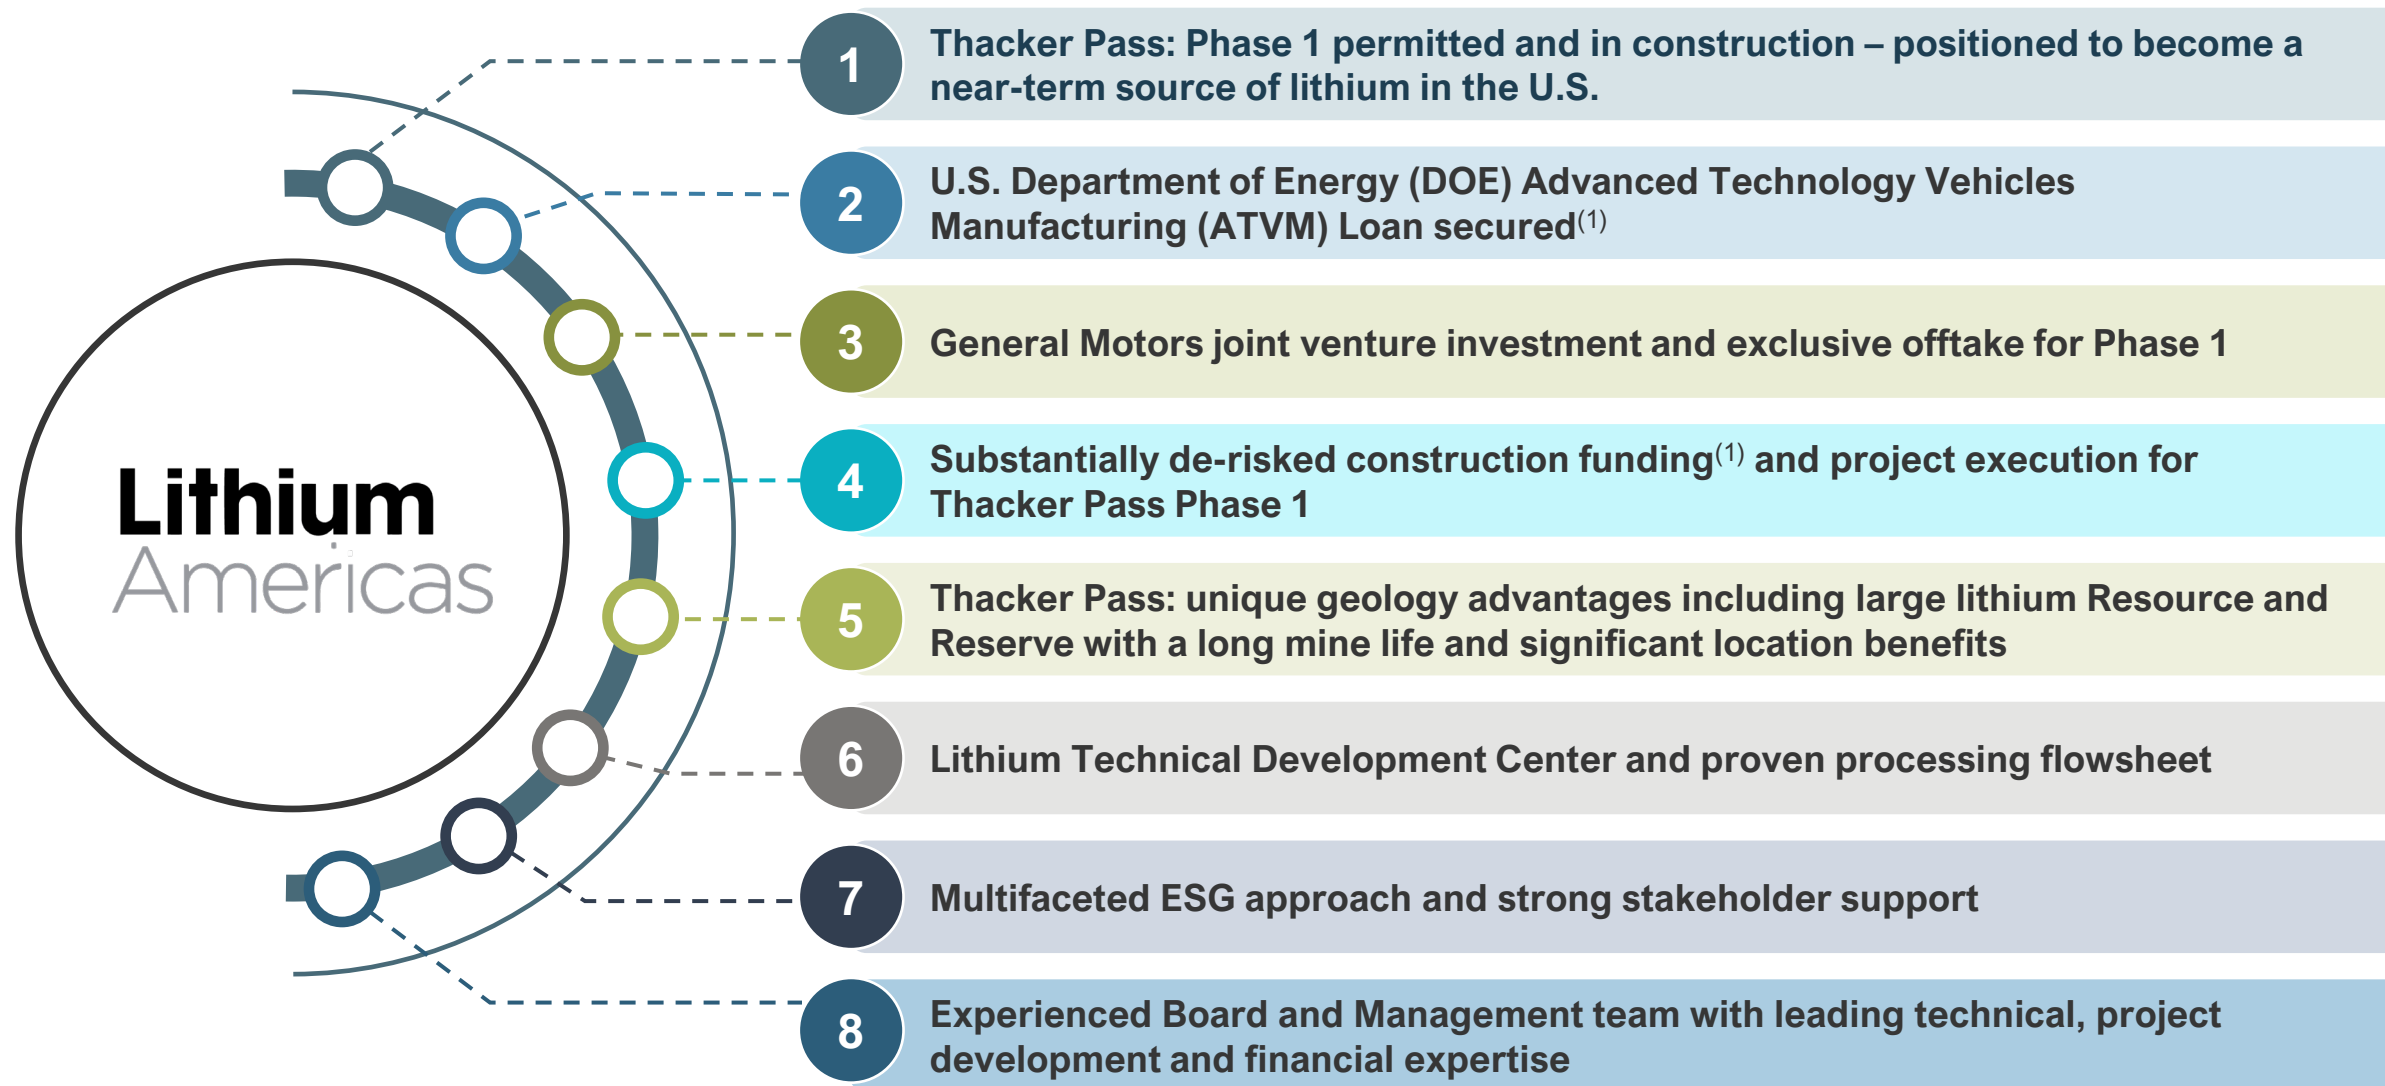 Lithium
Americas
1
Thacker Pass: Phase 1 permitted and in construction – positioned to become a
near-term source of lithium in the U.S.
2
U.S. Department of Energy (DOE) Advanced Technology Vehicles
Manufacturing (ATVM) Loan secured(1)
3
General Motors joint venture investment and exclusive offtake for Phase 1
4
Substantially de-risked construction funding(1) and project execution for
Thacker Pass Phase 1
5
Thacker Pass: unique geology advantages including large lithium Resource and
Reserve with a long mine life and significant location benefits
6
Lithium Technical Development Center and proven processing flowsheet
7
Multifaceted ESG approach and strong stakeholder support
8
Experienced Board and Management team with leading technical, project
development and financial expertise